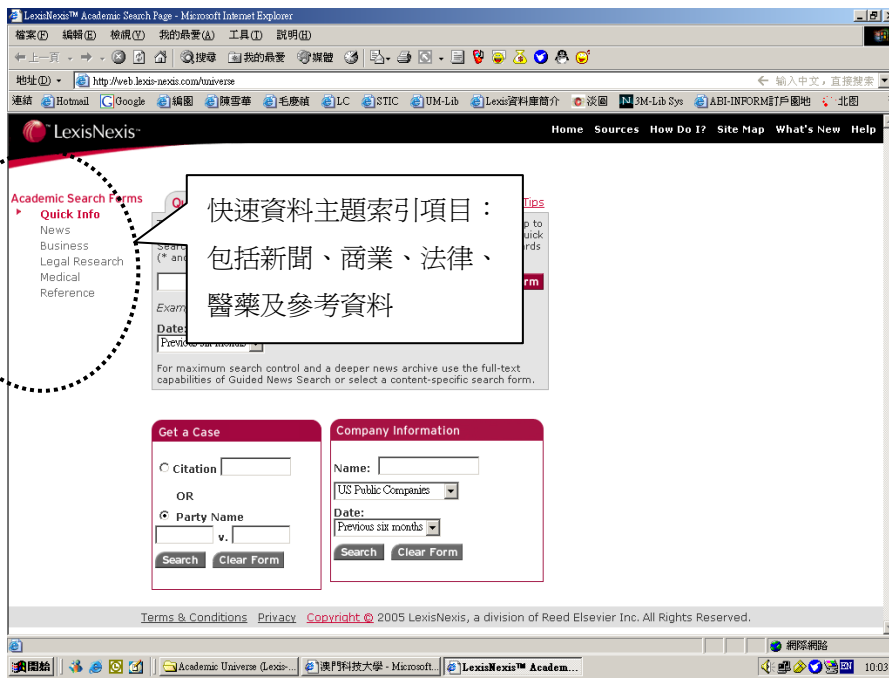 LexisNexis™ Academic Search Page - Microsoft Internet Explorer
檔案(F) 編輯(E) 檢視(V) 我的最愛(A) 工具(T) 說明(H)
上一頁 搜尋 我的最愛 媒體
地址(D) http://web.lexis-nexis.com/universe 输入中文，直接搜索
連結 Hotmail Google 編圖 陳雪華 毛慶禎 LC STIC UM-Lib Lexis資料庫簡介 淡圖 3M-Lib Sys ABI-INFORM訂戶園地 北图
LexisNexis™
Home Sources How Do I? Site Map What's New Help
Academic Search Forms
Quick Info
News
Business
Legal Research
Medical
Reference
Tips
快速資料主題索引項目：
包括新聞、商業、法律、
醫藥及參考資料
Date:
Previous six months
For maximum search control and a deeper news archive use the full-text
capabilities of Guided News Search or select a content-specific search form.
Get a Case
Citation
OR
Party Name
v.
Search Clear Form
Company Information
Name:
US Public Companies
Date:
Previous six months
Search Clear Form
Terms & Conditions Privacy Copyright © 2005 LexisNexis, a division of Reed Elsevier Inc. All Rights Reserved.
網際網路
開始 Academic Universe (Lexis-... 澳門科技大學 - Microsoft... LexisNexis™ Academ... EN 10:03